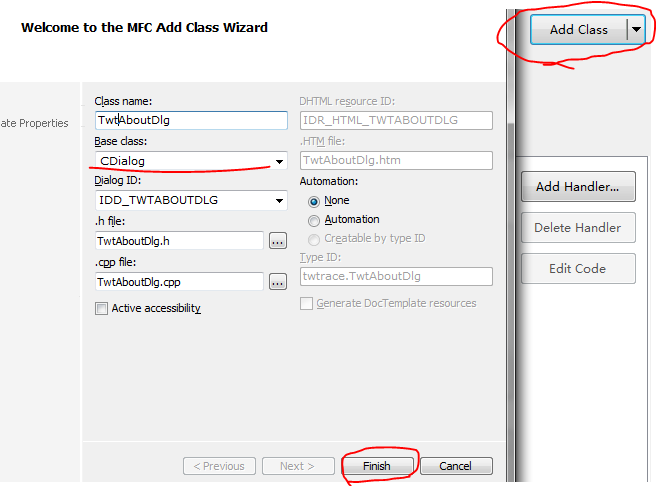 Welcome to the MFC Add Class Wizard
Add Class
ate Properties
Class name:
TwtAboutDlg
Base class:
CDialog
Dialog ID:
IDD_TWTABOUTDLG
.h file:
TwtAboutDlg.h
...
.cpp file:
TwtAboutDlg.cpp
...
Active accessibility
DHTML resource ID:
IDR_HTML_TWTABOUTDLG
.HTM file:
TwtAboutDlg.htm
Automation:
None
Automation
Creatable by type ID
Type ID:
twtrace.TwtAboutDlg
Generate DocTemplate resources
Add Handler...
Delete Handler
Edit Code
< Previous
Next >
Finish
Cancel